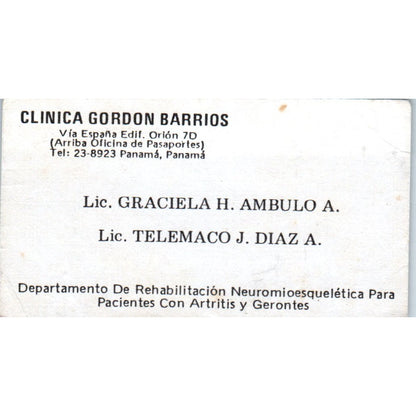 CLINICA GORDON BARRIOS
Vía España Edif. Orión 7D
(Arriba Oficina de Pasaportes)
Tel: 23-8923 Panamá, Panamá
Lic. GRACIELA H. AMBULO A.
Lic. TELEMACO J. DIAZ A.
Departamento De Rehabilitación Neuromioesquelética Para
Pacientes Con Artritis y Gerontes